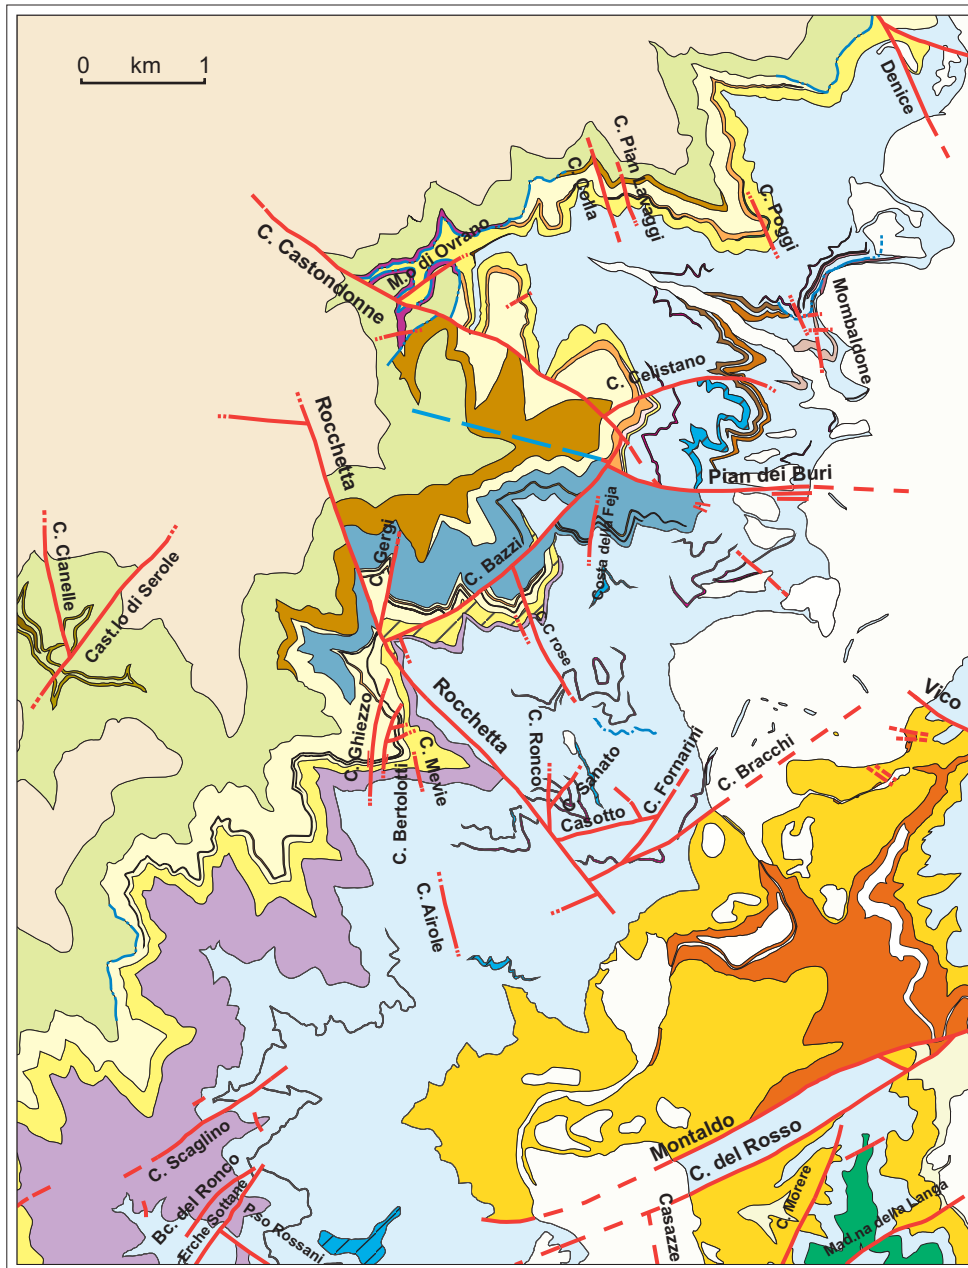 0 km 1
Denice
C. Pian Lavaggi
C. Colla
C. Poggi
M.o di Ovrano
C. Castondonne
Mombaldone
C. Celistano
Rocchetta
Pian dei Buri
C. Cianelle
Cast.lo di Serole
C. Gergi
C. Bazzi
Costa della Feja
C rose
Rocchetta
Vico
C. Ghiezzo
C. Bertolotti
C. Mevie
C. Ronco
C. Sanato
C. Fornarini
C. Bracchi
Casotto
C. Airole
C. Scaglino
Bc. del Ronco
Erche Sottane
P.so Rossani
Montaldo
C. del Rosso
Casazze
C. Morere
Mad.na della Langa